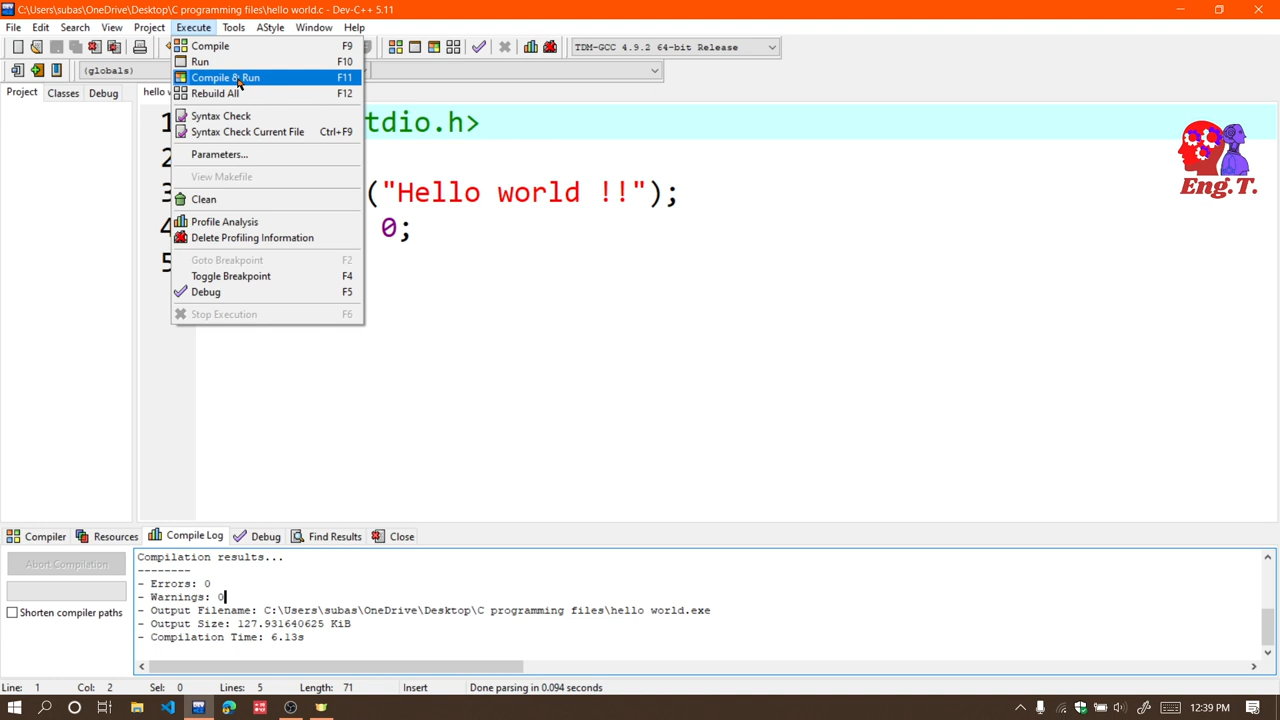 C:\Users\subas\OneDrive\Desktop\C programming files\hello world.c - Dev-C++ 5.11
File Edit Search View Project Execute Tools AStyle Window Help
TDM-GCC 4.9.2 64-bit Release
(globals)
Compile F9
Run F10
Compile & Run F11
Rebuild All F12
Syntax Check
Syntax Check Current File Ctrl+F9
Parameters...
View Makefile
Clean
Profile Analysis
Delete Profiling Information
Goto Breakpoint F2
Toggle Breakpoint F4
Debug F5
Stop Execution F6
Project Classes Debug
hello
1 tdio.h>
2
3 ("Hello world !!");
4 0;
5
Eng.T.
Compiler Resources Compile Log Debug Find Results Close
Abort Compilation
Shorten compiler paths
Compilation results...
--------
- Errors: 0
- Warnings: 0
- Output Filename: C:\Users\subas\OneDrive\Desktop\C programming files\hello world.exe
- Output Size: 127.931640625 KiB
- Compilation Time: 6.13s
Line: 1 Col: 2 Sel: 0 Lines: 5 Length: 71 Insert Done parsing in 0.094 seconds
12:39 PM